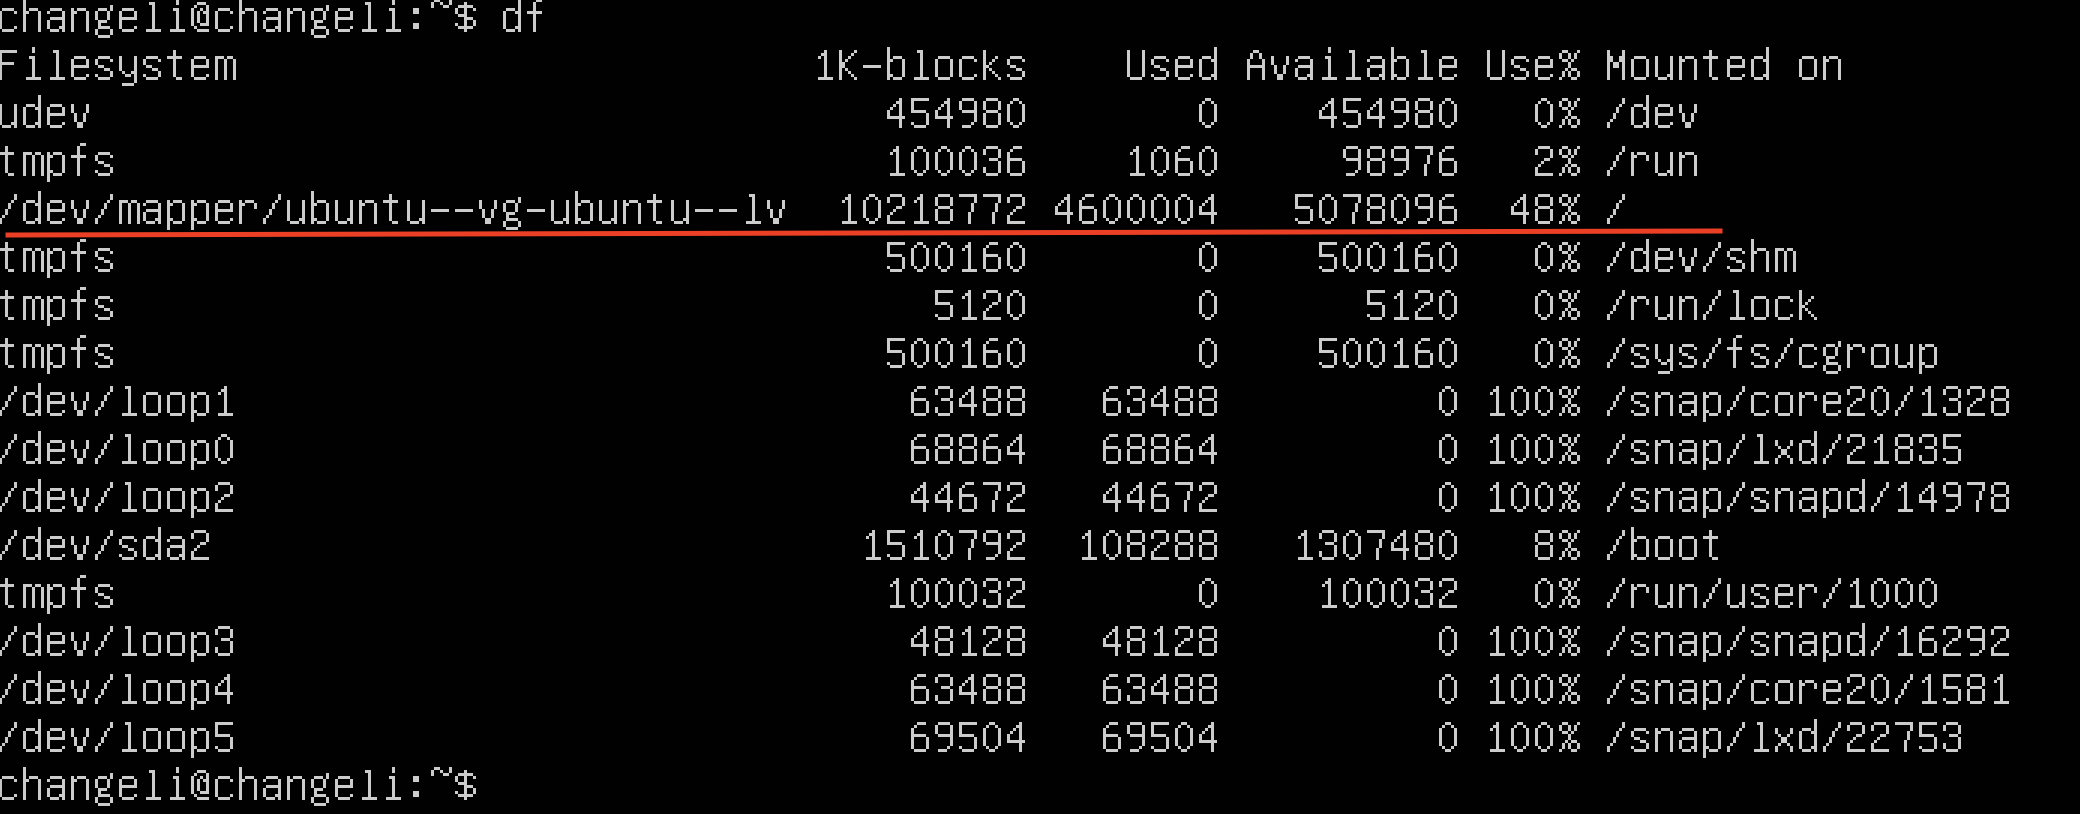 changeli@changeli:~$ df
Filesystem 1K-blocks Used Available Use% Mounted on
udev 454980 0 454980 0% /dev
tmpfs 100036 1060 98976 2% /run
/dev/mapper/ubuntu--vg-ubuntu--lv 10218772 4600004 5078096 48% /
tmpfs 500160 0 500160 0% /dev/shm
tmpfs 5120 0 5120 0% /run/lock
tmpfs 500160 0 500160 0% /sys/fs/cgroup
/dev/loop1 63488 63488 0 100% /snap/core20/1328
/dev/loop0 68864 68864 0 100% /snap/lxd/21835
/dev/loop2 44672 44672 0 100% /snap/snapd/14978
/dev/sda2 1510792 108288 1307480 8% /boot
tmpfs 100032 0 100032 0% /run/user/1000
/dev/loop3 48128 48128 0 100% /snap/snapd/16292
/dev/loop4 63488 63488 0 100% /snap/core20/1581
/dev/loop5 69504 69504 0 100% /snap/lxd/22753
changeli@changeli:~$